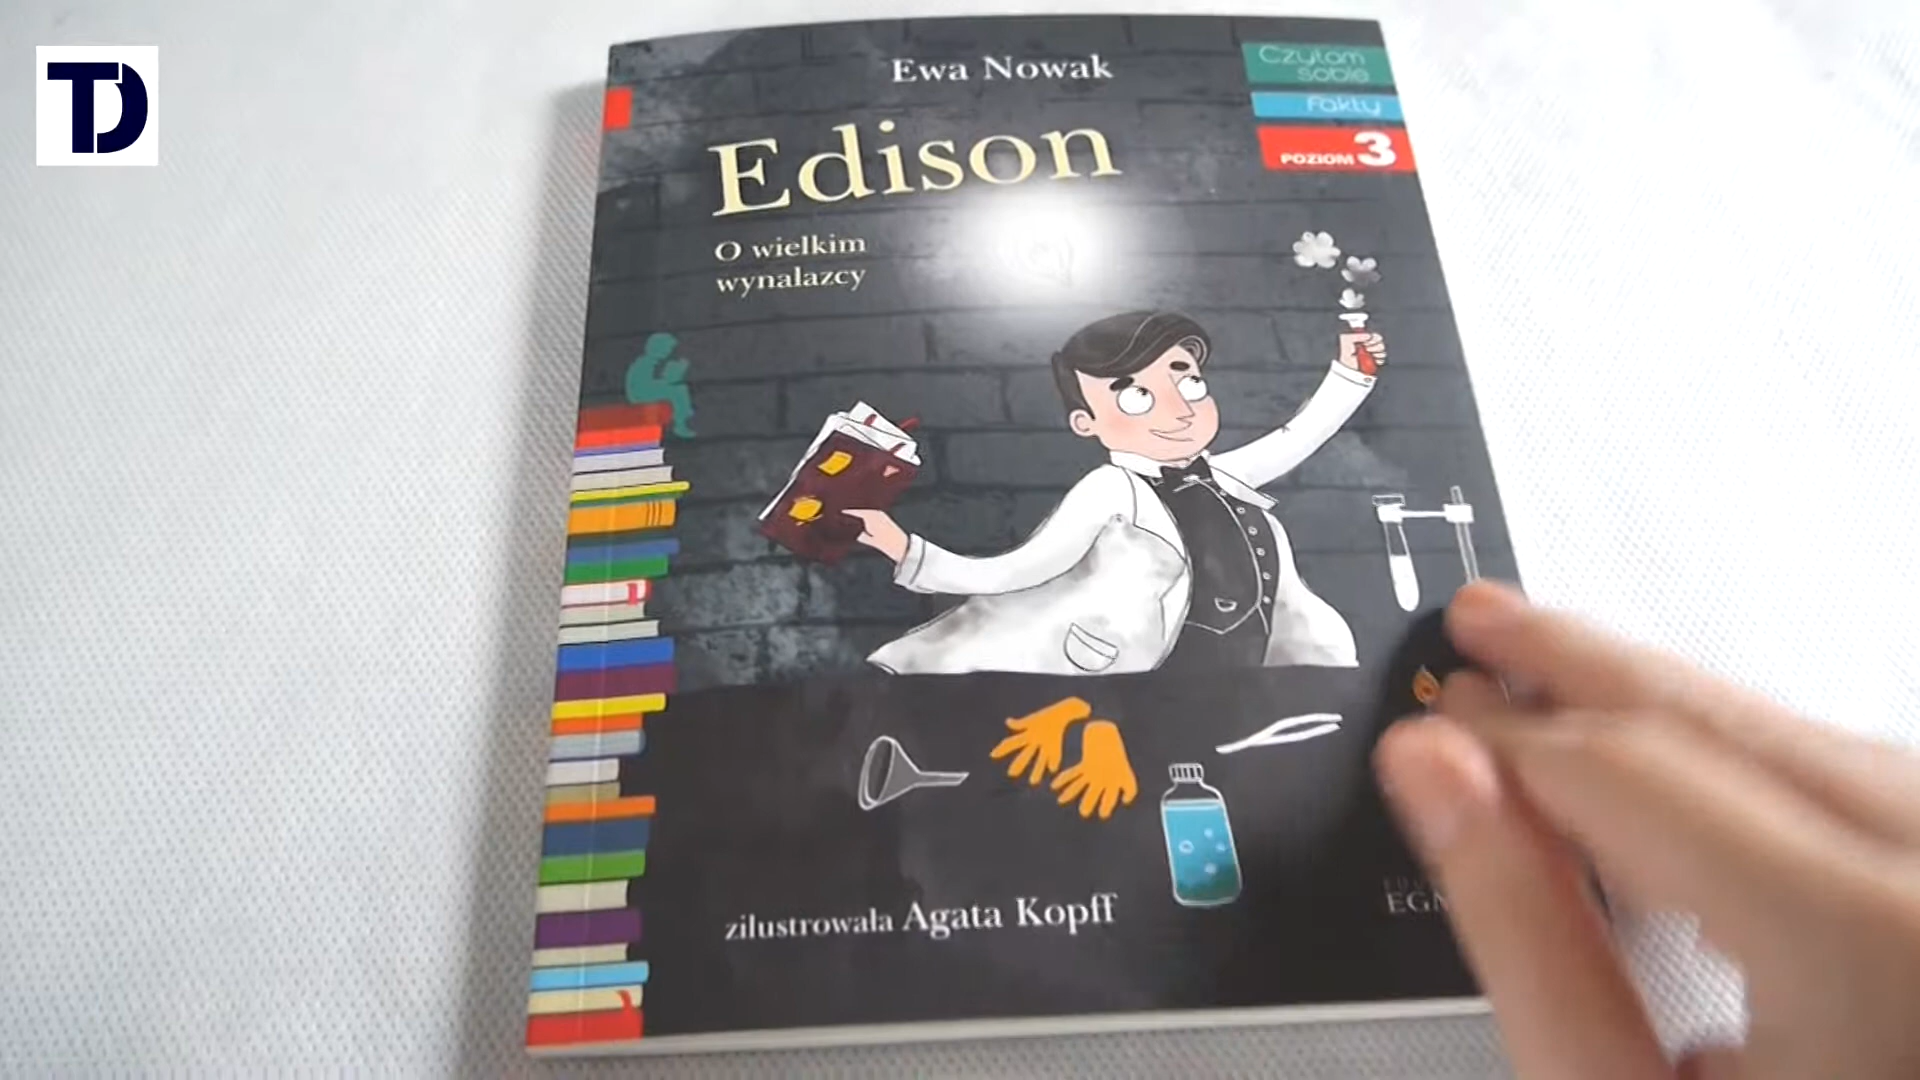 TD
Ewa Nowak
Czytam
sobie
fakty
POZIOM 3
Edison
O wielkim
wynalazcy
zilustrowała Agata Kopff